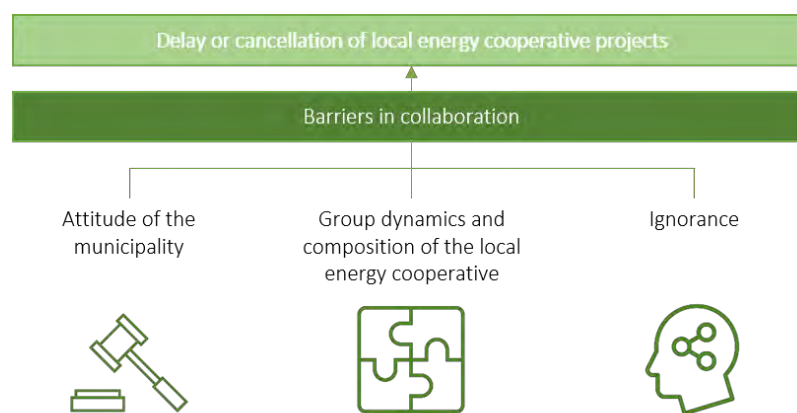 Delay or cancellation of local energy cooperative projects
Barriers in collaboration
Attitude of the
municipality
Group dynamics and
composition of the local
energy cooperative
Ignorance